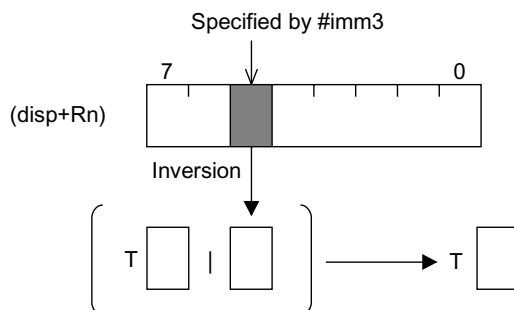 Specified by #imm3
7 0
(disp+Rn)
Inversion
T | T